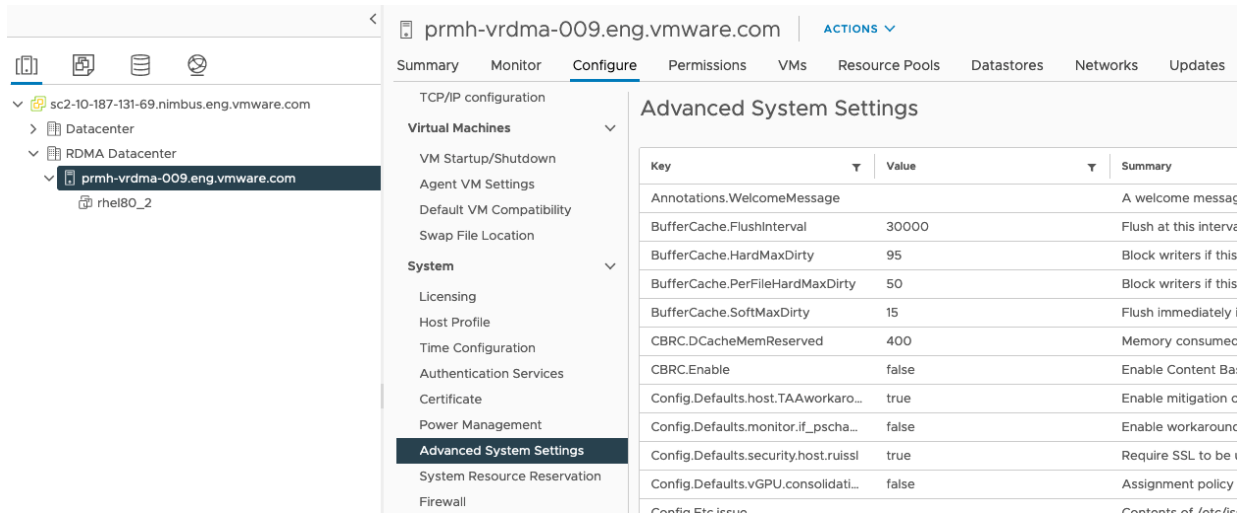 prmh-vrdma-009.eng.vmware.com
ACTIONS
Summary Monitor Configure Permissions VMs Resource Pools Datastores Networks Updates
sc2-10-187-131-69.nimbus.eng.vmware.com
Datacenter
RDMA Datacenter
prmh-vrdma-009.eng.vmware.com
rhel80_2
TCP/IP configuration
Virtual Machines
VM Startup/Shutdown
Agent VM Settings
Default VM Compatibility
Swap File Location
System
Licensing
Host Profile
Time Configuration
Authentication Services
Certificate
Power Management
Advanced System Settings
System Resource Reservation
Firewall
Advanced System Settings
Key Value Summary
Annotations.WelcomeMessage A welcome messag
BufferCache.FlushInterval 30000 Flush at this interva
BufferCache.HardMaxDirty 95 Block writers if this
BufferCache.PerFileHardMaxDirty 50 Block writers if this
BufferCache.SoftMaxDirty 15 Flush immediately i
CBRC.DCacheMemReserved 400 Memory consumed
CBRC.Enable false Enable Content Bas
Config.Defaults.host.TAAworkaro... true Enable mitigation o
Config.Defaults.monitor.if_pscha... false Enable workaround
Config.Defaults.security.host.ruissl true Require SSL to be u
Config.Defaults.vGPU.consolidati... false Assignment policy
Config.Etc.issue Contents of /etc/is